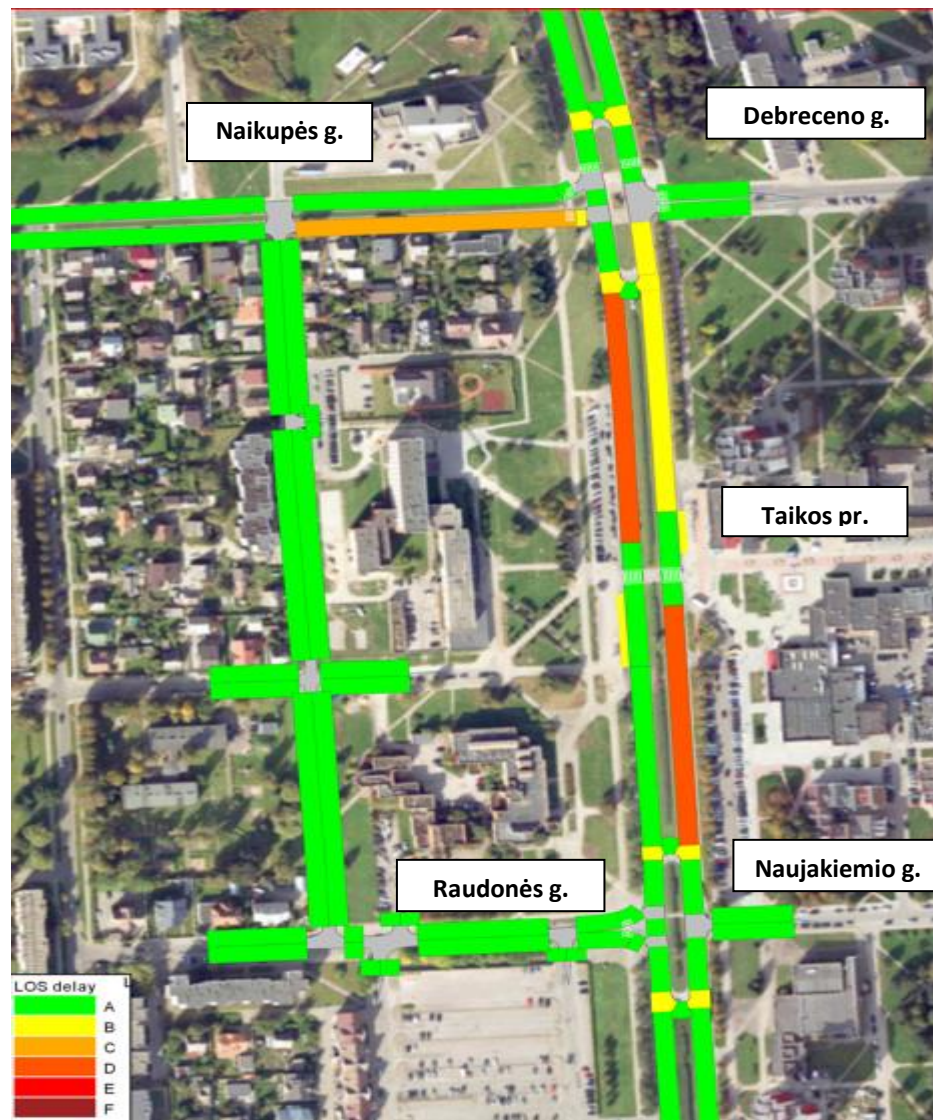 Naikupės g.
Debreceno g.
Taikos pr.
Raudonės g.
Naujakiemio g.
LOS delay
A
B
C
D
E
F